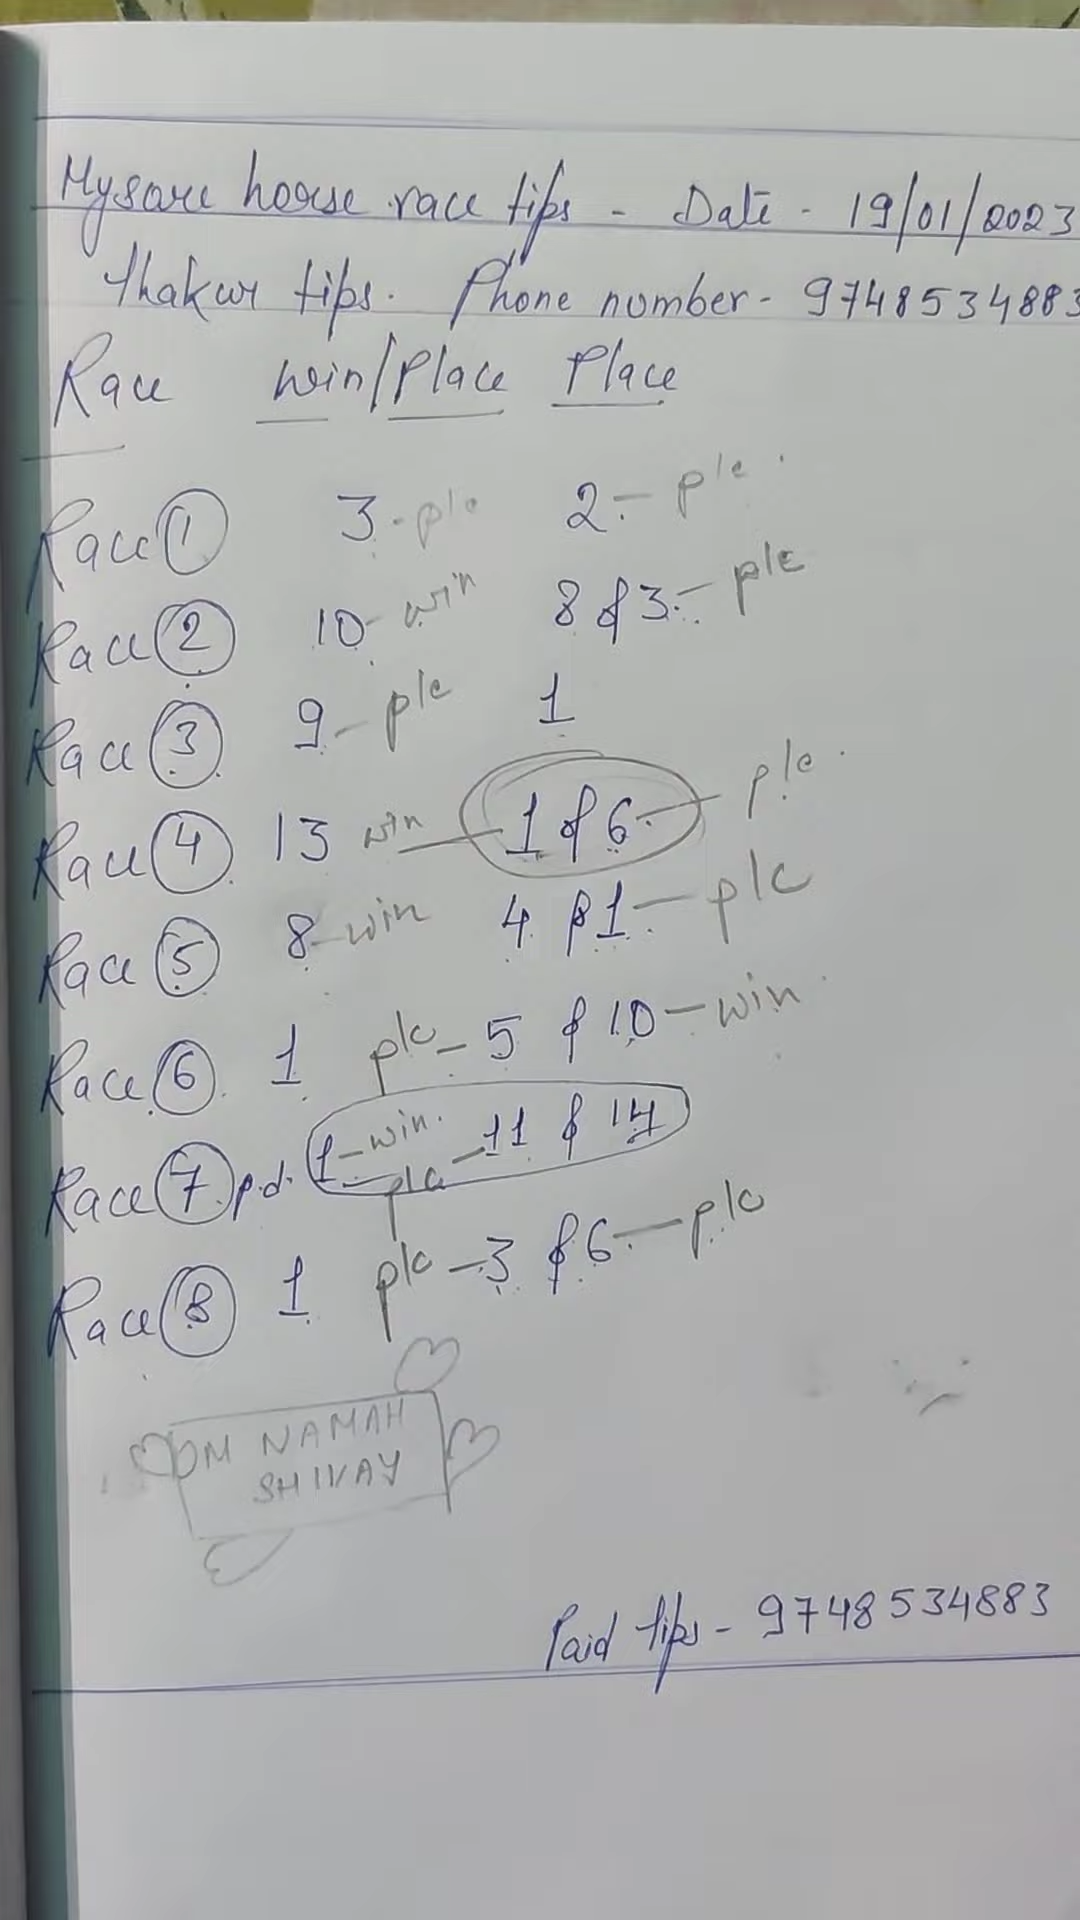 Mysore horse race tips - Date - 19/01/2023
Thakur tips. Phone number - 9748534883
Race Win/Place Place
Race 1 3 - plc 2 - plc.
Race 2 10 - win 8 & 3 - plc
Race 3 9 - plc 1
Race 4 13 win 1 & 6 - plc.
Race 5 8 - win 4 & 1 - plc
Race 6 1 plc - 5 & 10 - win
Race 7 p.d. 1 - win. plc - 11 & 14
Race 8 1 plc - 3 & 6 - plc
OM NAMAH
SHIVAY
Paid tips - 9748534883